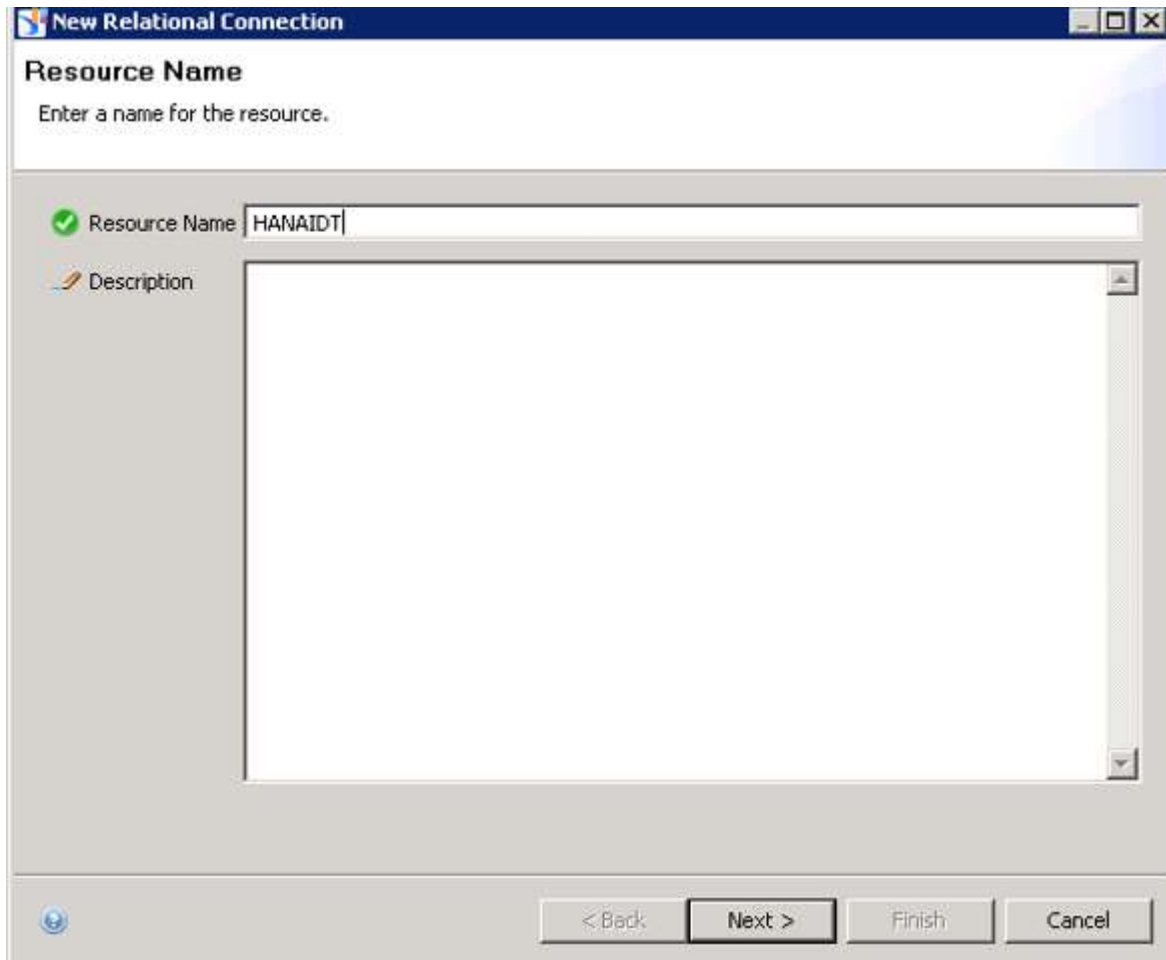 New Relational Connection
Resource Name
Enter a name for the resource.
Resource Name HANAIDT
Description
< Back Next > Finish Cancel